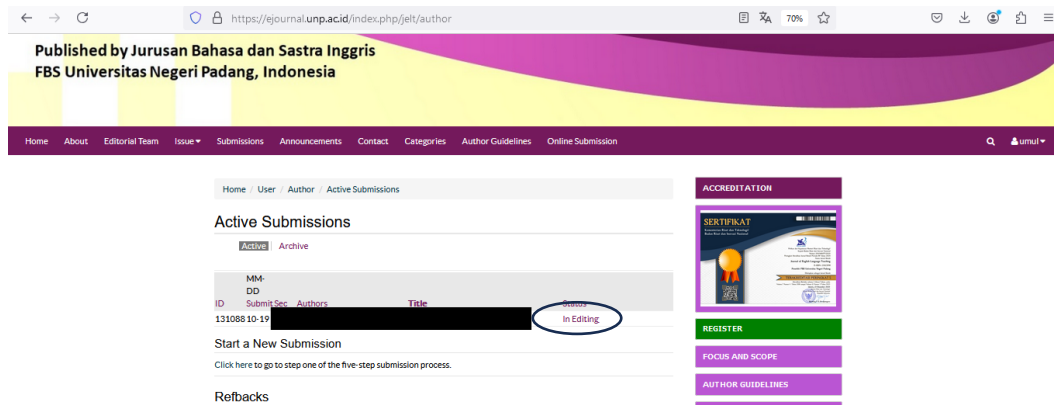 https://ejournal.unp.ac.id/index.php/jelt/author
70%
Published by Jurusan Bahasa dan Sastra Inggris
FBS Universitas Negeri Padang, Indonesia
Home About Editorial Team Issue Submissions Announcements Contact Categories Author Guidelines Online Submission umul
Home / User / Author / Active Submissions
Active Submissions
Active Archive
MM-
DD
ID Submit Sec Authors Title Status
131088 10-19 In Editing
Start a New Submission
Click here to go to step one of the five-step submission process.
Refbacks
ACCREDITATION
SERTIFIKAT
REGISTER
FOCUS AND SCOPE
AUTHOR GUIDELINES